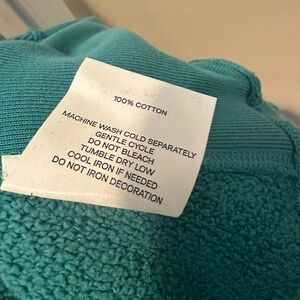 100% COTTON
MACHINE WASH COLD SEPARATELY
GENTLE CYCLE
DO NOT BLEACH
TUMBLE DRY LOW
COOL IRON IF NEEDED
DO NOT IRON DECORATION